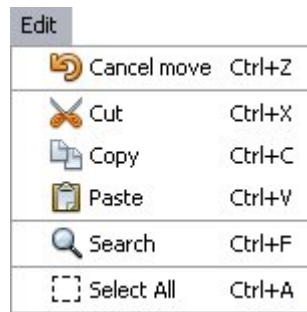 Edit
Cancel move Ctrl+Z
Cut Ctrl+X
Copy Ctrl+C
Paste Ctrl+V
Search Ctrl+F
Select All Ctrl+A